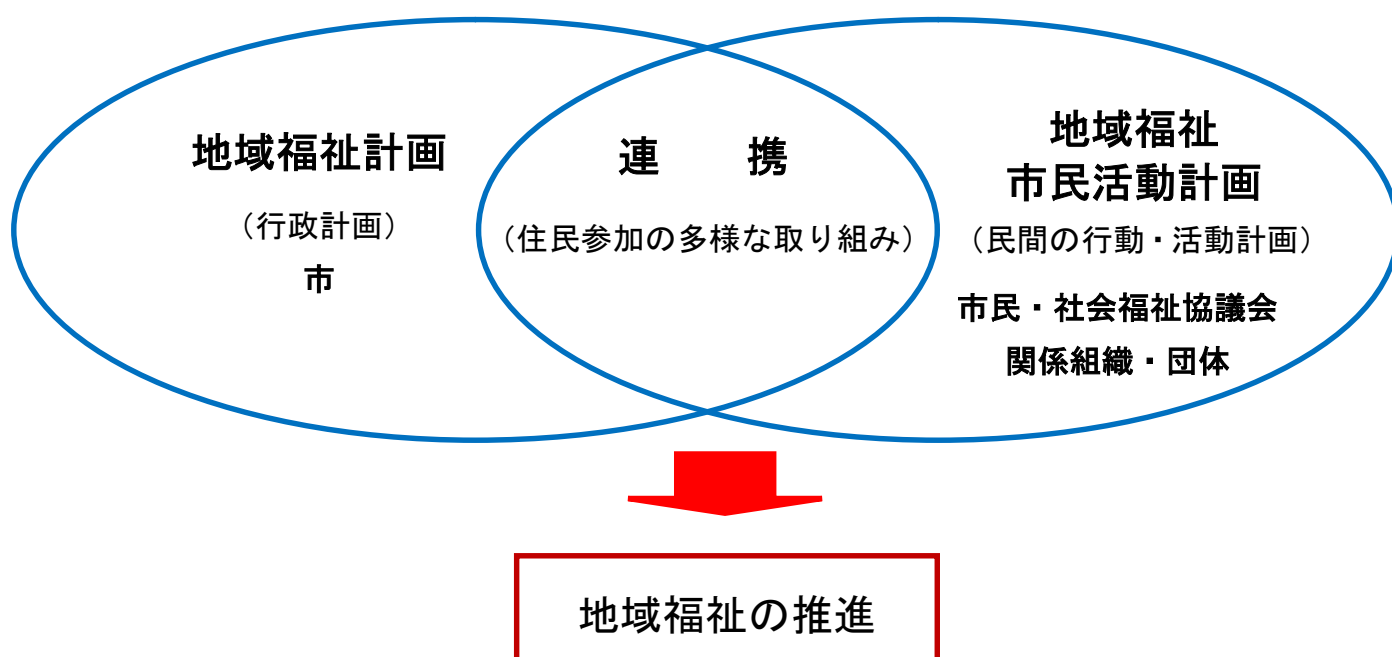 地域福祉計画
（行政計画）
市
連　　携
（住民参加の多様な取り組み）
地域福祉
市民活動計画
（民間の行動・活動計画）
市民・社会福祉協議会
関係組織・団体
地域福祉の推進